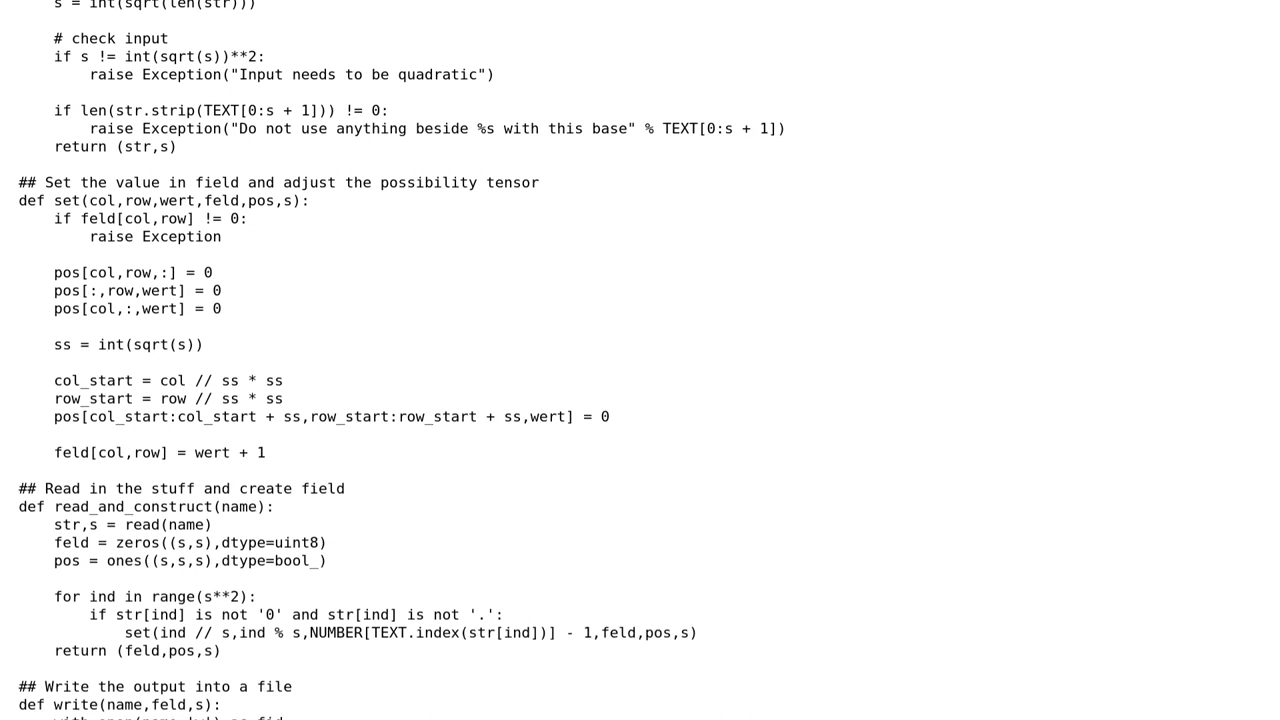 s = int(sqrt(len(str)))

    # check input
    if s != int(sqrt(s))**2:
        raise Exception("Input needs to be quadratic")

    if len(str.strip(TEXT[0:s + 1])) != 0:
        raise Exception("Do not use anything beside %s with this base" % TEXT[0:s + 1])
    return (str,s)

## Set the value in field and adjust the possibility tensor
def set(col,row,wert,feld,pos,s):
    if feld[col,row] != 0:
        raise Exception

    pos[col,row,:] = 0
    pos[:,row,wert] = 0
    pos[col,:,wert] = 0

    ss = int(sqrt(s))

    col_start = col // ss * ss
    row_start = row // ss * ss
    pos[col_start:col_start + ss,row_start:row_start + ss,wert] = 0

    feld[col,row] = wert + 1

## Read in the stuff and create field
def read_and_construct(name):
    str,s = read(name)
    feld = zeros((s,s),dtype=uint8)
    pos = ones((s,s,s),dtype=bool_)

    for ind in range(s**2):
        if str[ind] is not '0' and str[ind] is not '.':
            set(ind // s,ind % s,NUMBER[TEXT.index(str[ind])] - 1,feld,pos,s)
    return (feld,pos,s)

## Write the output into a file
def write(name,feld,s):